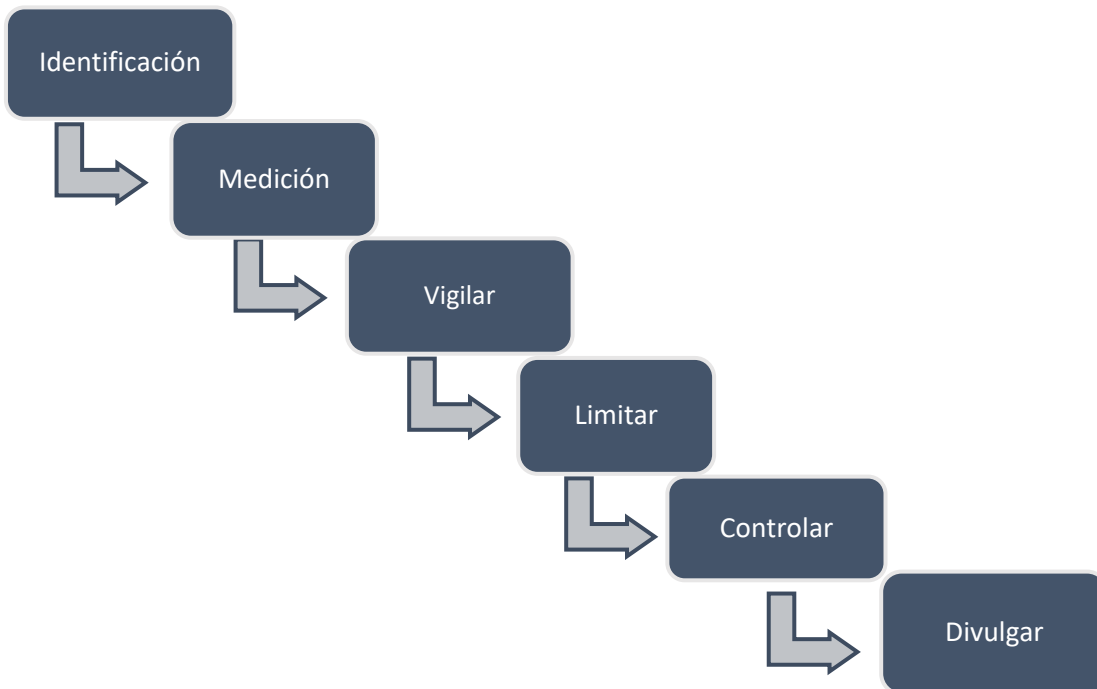 Identificación
Medición
Vigilar
Limitar
Controlar
Divulgar